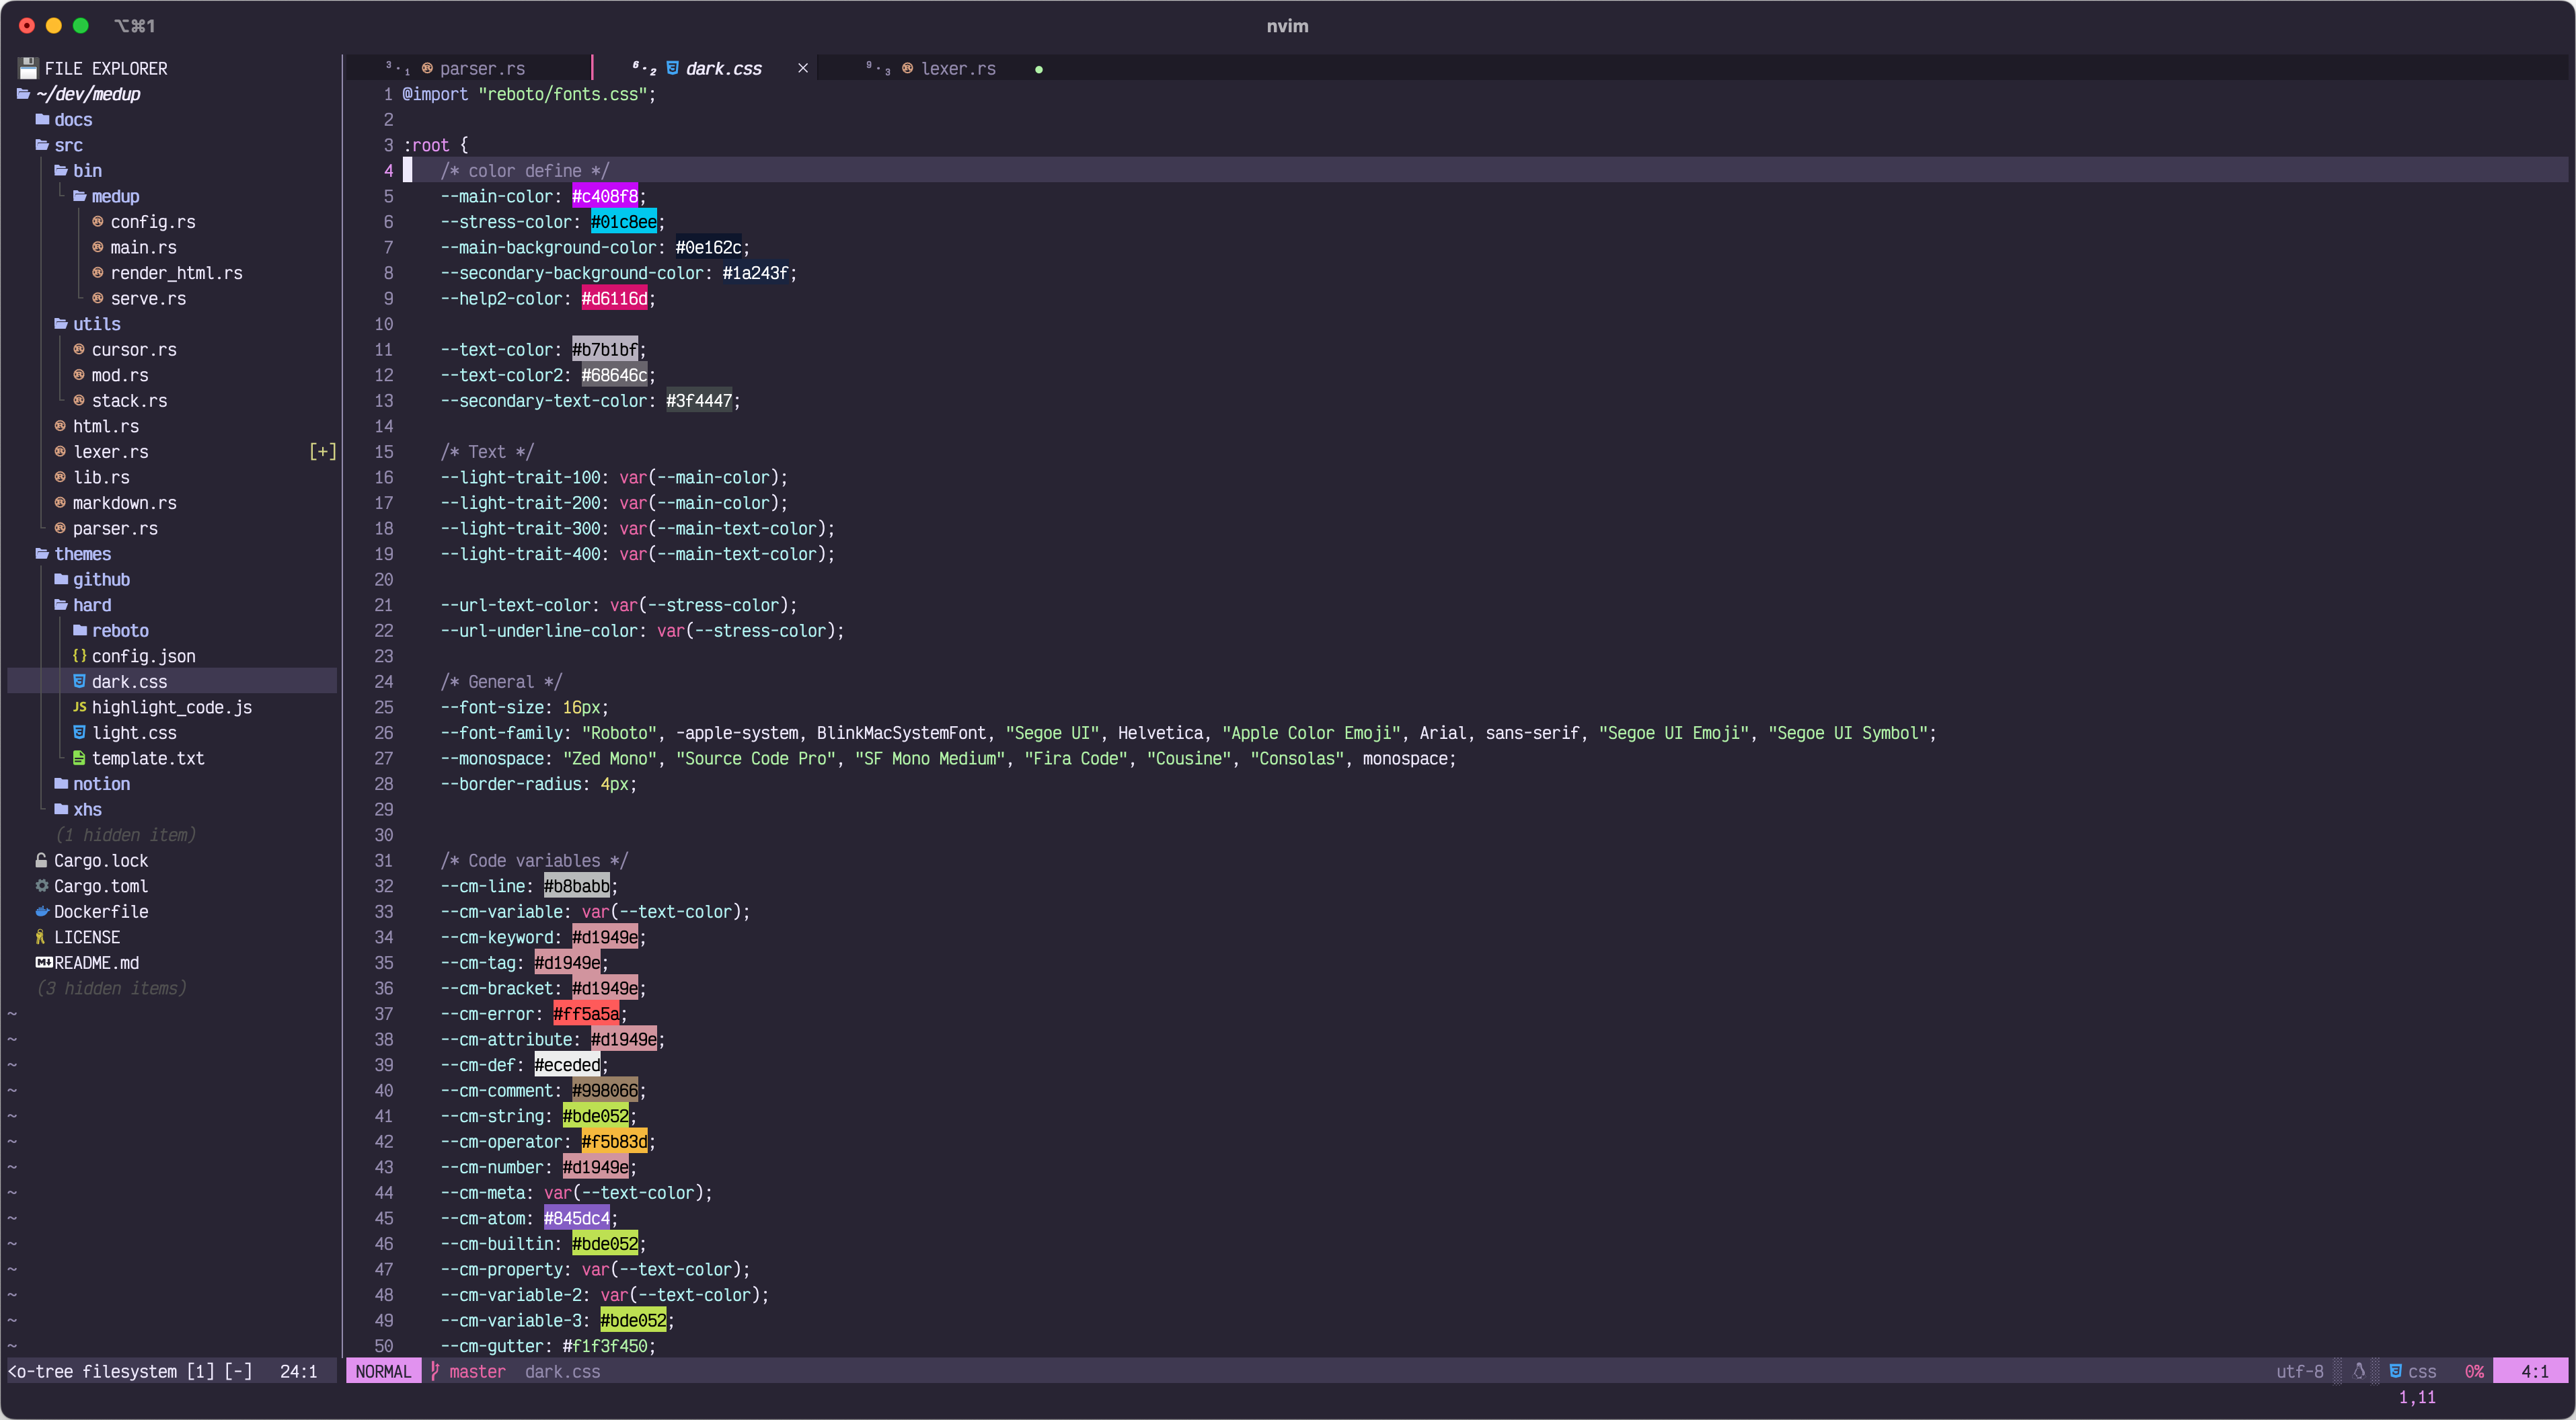 ⌥⌘1
nvim
FILE EXPLORER
~/dev/medup
docs
src
bin
medup
config.rs
main.rs
render_html.rs
serve.rs
utils
cursor.rs
mod.rs
stack.rs
html.rs
lexer.rs [+]
lib.rs
markdown.rs
parser.rs
themes
github
hard
reboto
{} config.json
dark.css
JS highlight_code.js
light.css
template.txt
notion
xhs
(1 hidden item)
Cargo.lock
Cargo.toml
Dockerfile
LICENSE
M↓ README.md
(3 hidden items)
~
~
~
~
~
~
~
~
~
~
~
~
~
~
<o-tree filesystem [1] [-] 24:1
³·₁ parser.rs ⁶·₂ dark.css × ⁹·₃ lexer.rs ●
1 @import "reboto/fonts.css";
2
3 :root {
4 /* color define */
5 --main-color: #c408f8;
6 --stress-color: #01c8ee;
7 --main-background-color: #0e162c;
8 --secondary-background-color: #1a243f;
9 --help2-color: #d6116d;
10
11 --text-color: #b7b1bf;
12 --text-color2: #68646c;
13 --secondary-text-color: #3f4447;
14
15 /* Text */
16 --light-trait-100: var(--main-color);
17 --light-trait-200: var(--main-color);
18 --light-trait-300: var(--main-text-color);
19 --light-trait-400: var(--main-text-color);
20
21 --url-text-color: var(--stress-color);
22 --url-underline-color: var(--stress-color);
23
24 /* General */
25 --font-size: 16px;
26 --font-family: "Roboto", -apple-system, BlinkMacSystemFont, "Segoe UI", Helvetica, "Apple Color Emoji", Arial, sans-serif, "Segoe UI Emoji", "Segoe UI Symbol";
27 --monospace: "Zed Mono", "Source Code Pro", "SF Mono Medium", "Fira Code", "Cousine", "Consolas", monospace;
28 --border-radius: 4px;
29
30
31 /* Code variables */
32 --cm-line: #b8babb;
33 --cm-variable: var(--text-color);
34 --cm-keyword: #d1949e;
35 --cm-tag: #d1949e;
36 --cm-bracket: #d1949e;
37 --cm-error: #ff5a5a;
38 --cm-attribute: #d1949e;
39 --cm-def: #eceded;
40 --cm-comment: #998066;
41 --cm-string: #bde052;
42 --cm-operator: #f5b83d;
43 --cm-number: #d1949e;
44 --cm-meta: var(--text-color);
45 --cm-atom: #845dc4;
46 --cm-builtin: #bde052;
47 --cm-property: var(--text-color);
48 --cm-variable-2: var(--text-color);
49 --cm-variable-3: #bde052;
50 --cm-gutter: #f1f3f450;
NORMAL master dark.css utf-8 css 0% 4:1
1,11